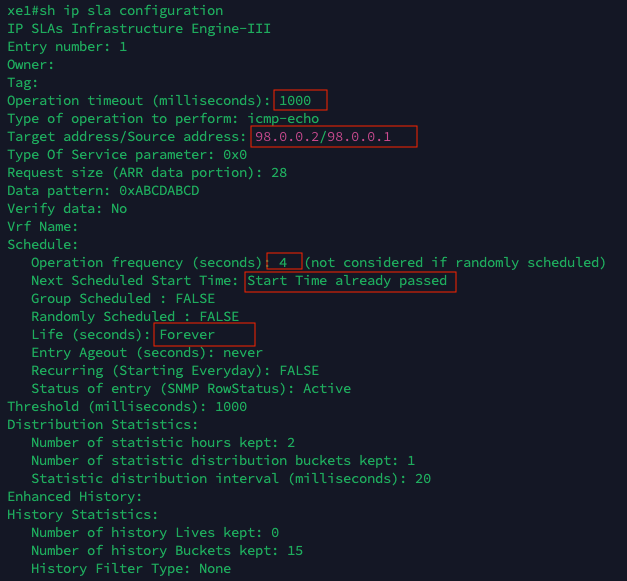 xe1#sh ip sla configuration
IP SLAs Infrastructure Engine-III
Entry number: 1
Owner:
Tag:
Operation timeout (milliseconds): 1000
Type of operation to perform: icmp-echo
Target address/Source address: 98.0.0.2/98.0.0.1
Type Of Service parameter: 0x0
Request size (ARR data portion): 28
Data pattern: 0xABCDABCD
Verify data: No
Vrf Name:
Schedule:
   Operation frequency (seconds): 4  (not considered if randomly scheduled)
   Next Scheduled Start Time: Start Time already passed
   Group Scheduled : FALSE
   Randomly Scheduled : FALSE
   Life (seconds): Forever
   Entry Ageout (seconds): never
   Recurring (Starting Everyday): FALSE
   Status of entry (SNMP RowStatus): Active
Threshold (milliseconds): 1000
Distribution Statistics:
   Number of statistic hours kept: 2
   Number of statistic distribution buckets kept: 1
   Statistic distribution interval (milliseconds): 20
Enhanced History:
History Statistics:
   Number of history Lives kept: 0
   Number of history Buckets kept: 15
   History Filter Type: None